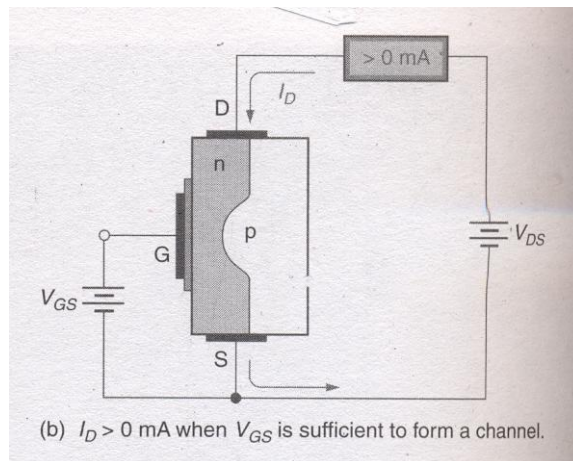 > 0 mA
I_D
D
n
p
G
V_DS
V_GS
S
(b) I_D > 0 mA when V_GS is sufficient to form a channel.